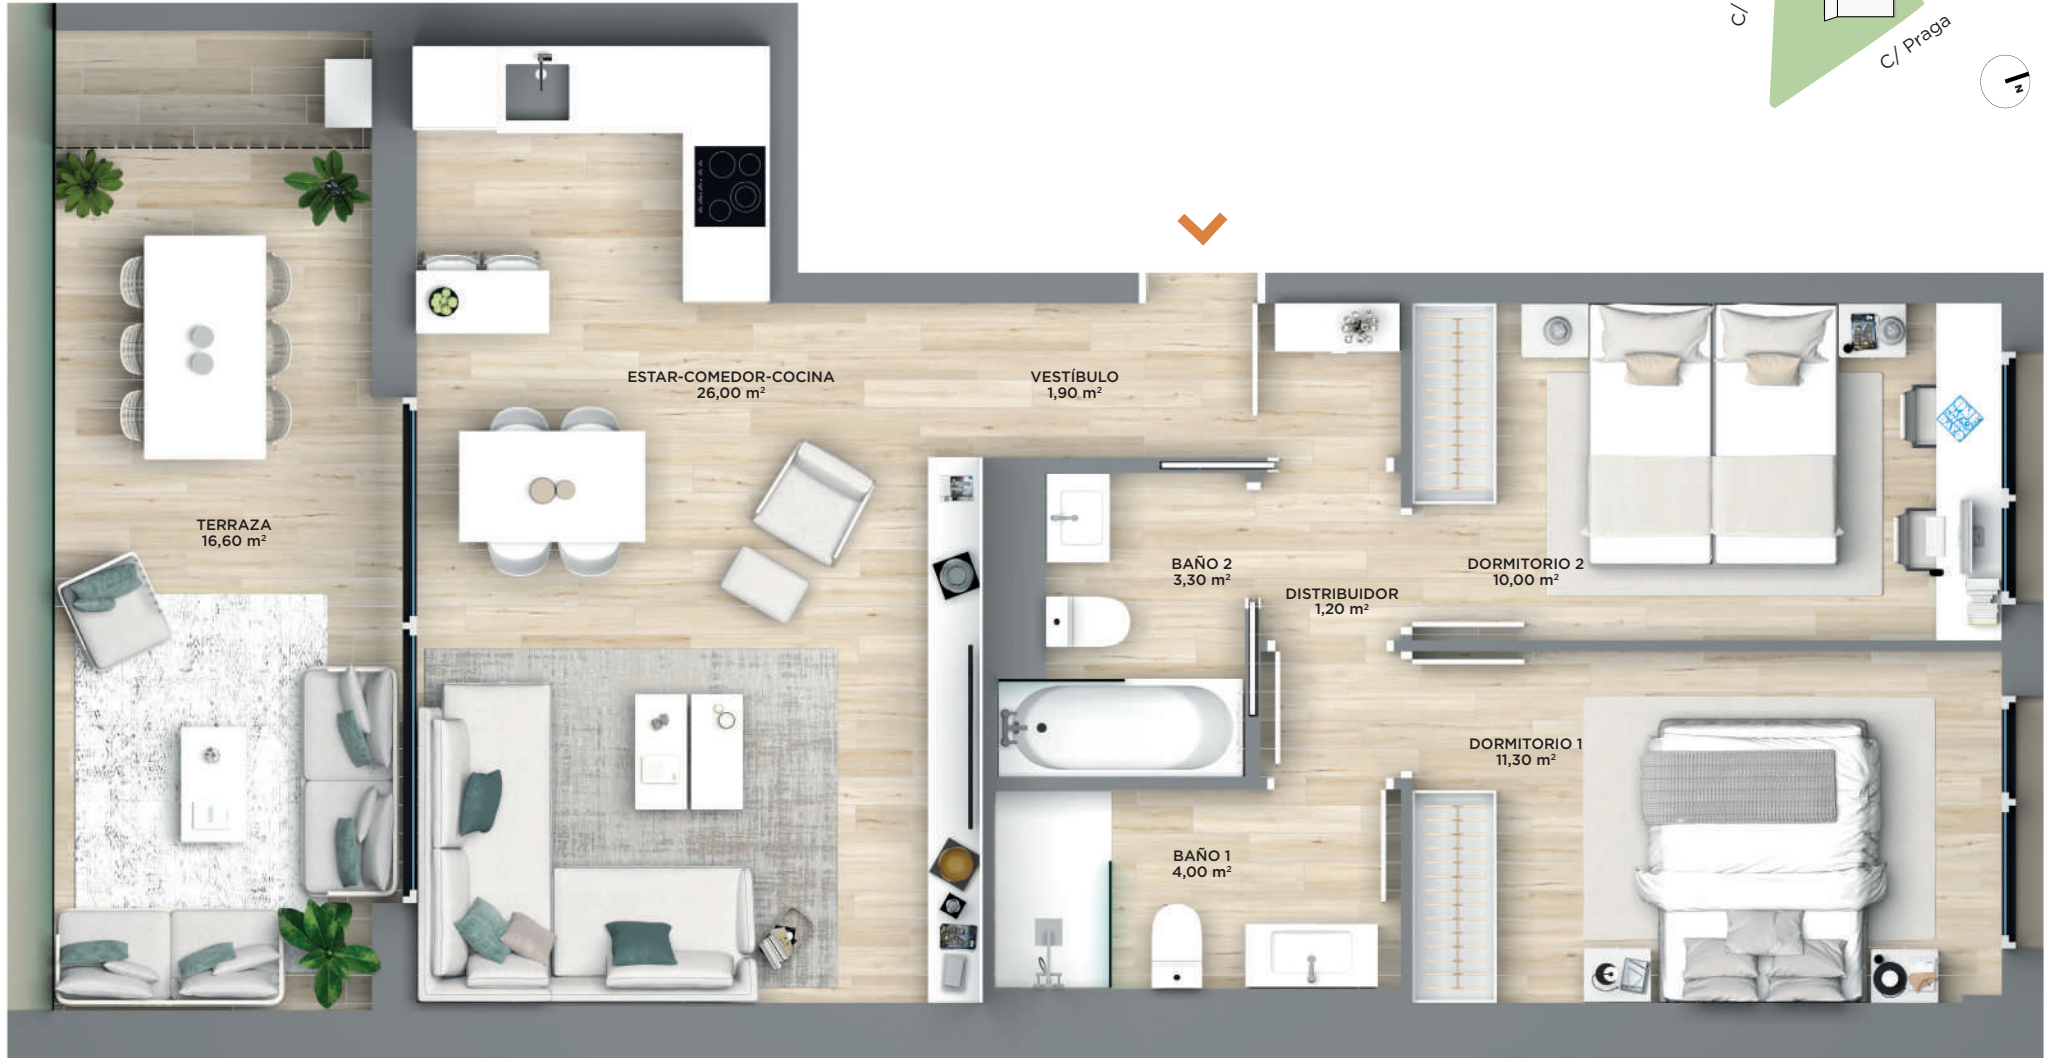 C/
C/ Praga
N
ESTAR-COMEDOR-COCINA
26,00 m²
VESTÍBULO
1,90 m²
TERRAZA
16,60 m²
BAÑO 2
3,30 m²
DISTRIBUIDOR
1,20 m²
DORMITORIO 2
10,00 m²
DORMITORIO 1
11,30 m²
BAÑO 1
4,00 m²